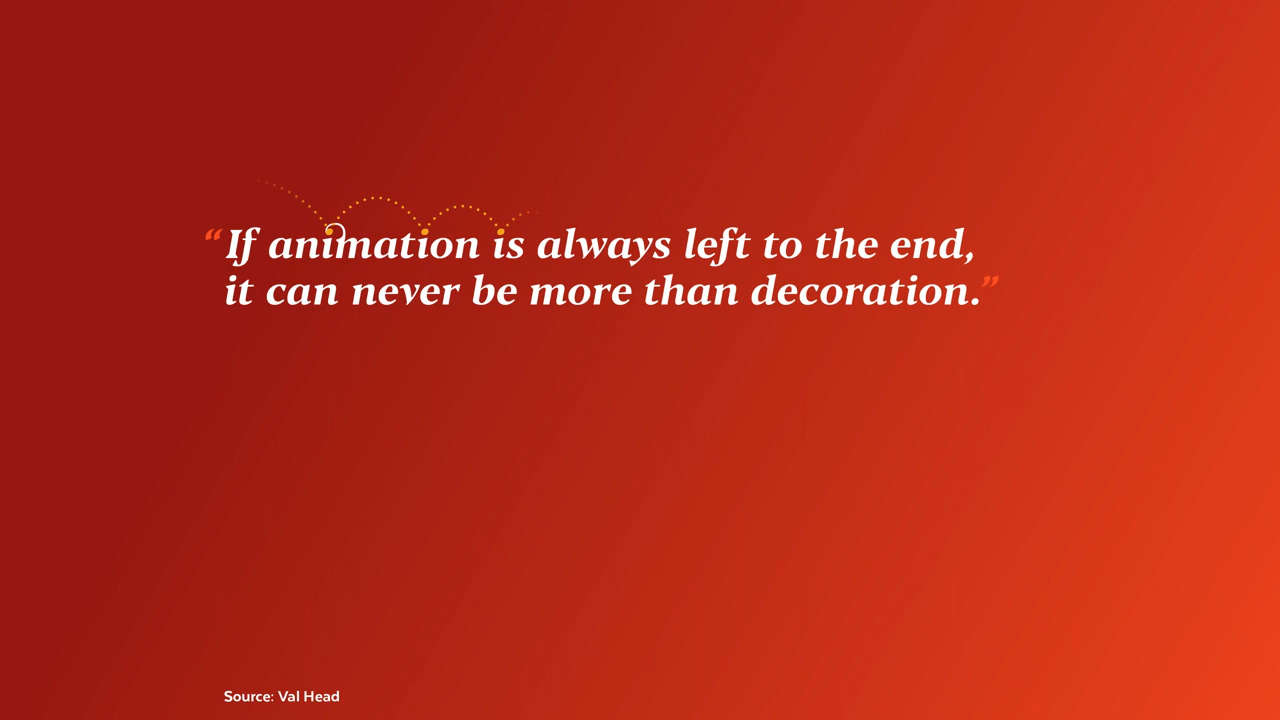 “If animation is always left to the end,
it can never be more than decoration.”
Source: Val Head